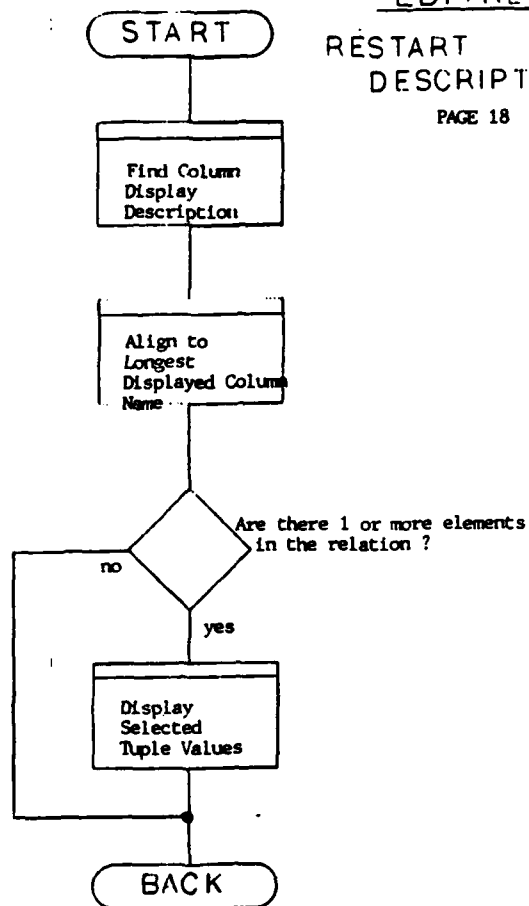 START
RESTART
DESCRIPT
PAGE 18
Find Column
Display
Description
Align to
Longest
Displayed Column
Name
Are there 1 or more elements
in the relation ?
no
yes
Display
Selected
Tuple Values
BACK